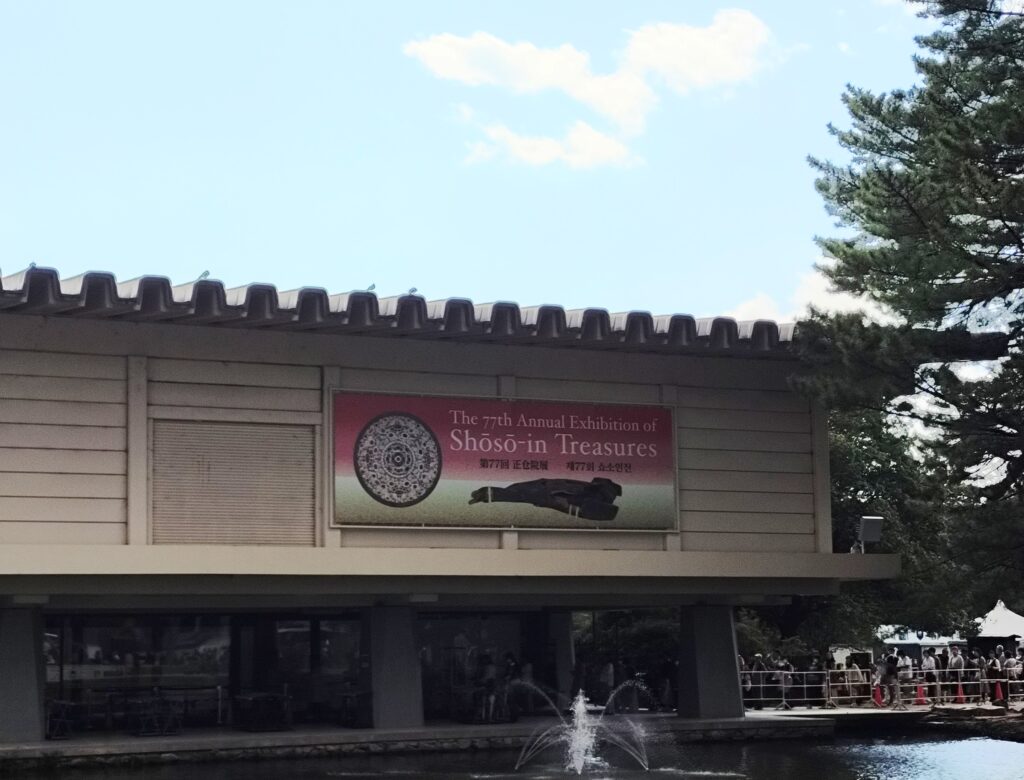 The 77th Annual Exhibition of
Shōsō-in Treasures
第77回 正仓院展 제77회 쇼소인전